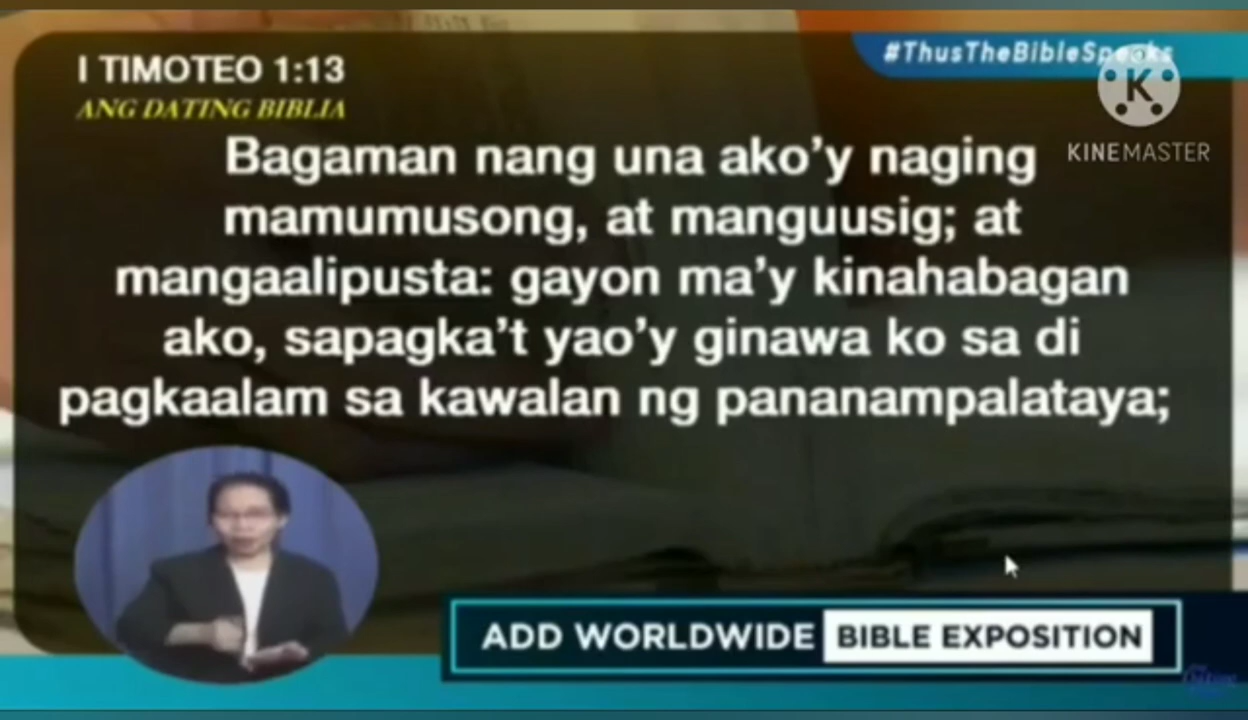 I TIMOTEO 1:13
ANG DATING BIBLIA
#ThusTheBibleSpeaks
K
KINEMASTER
Bagaman nang una ako’y naging
mamumusong, at manguusig; at
mangaalipusta: gayon ma’y kinahabagan
ako, sapagka’t yao’y ginawa ko sa di
pagkaalam sa kawalan ng pananampalataya;
ADD WORLDWIDE BIBLE EXPOSITION